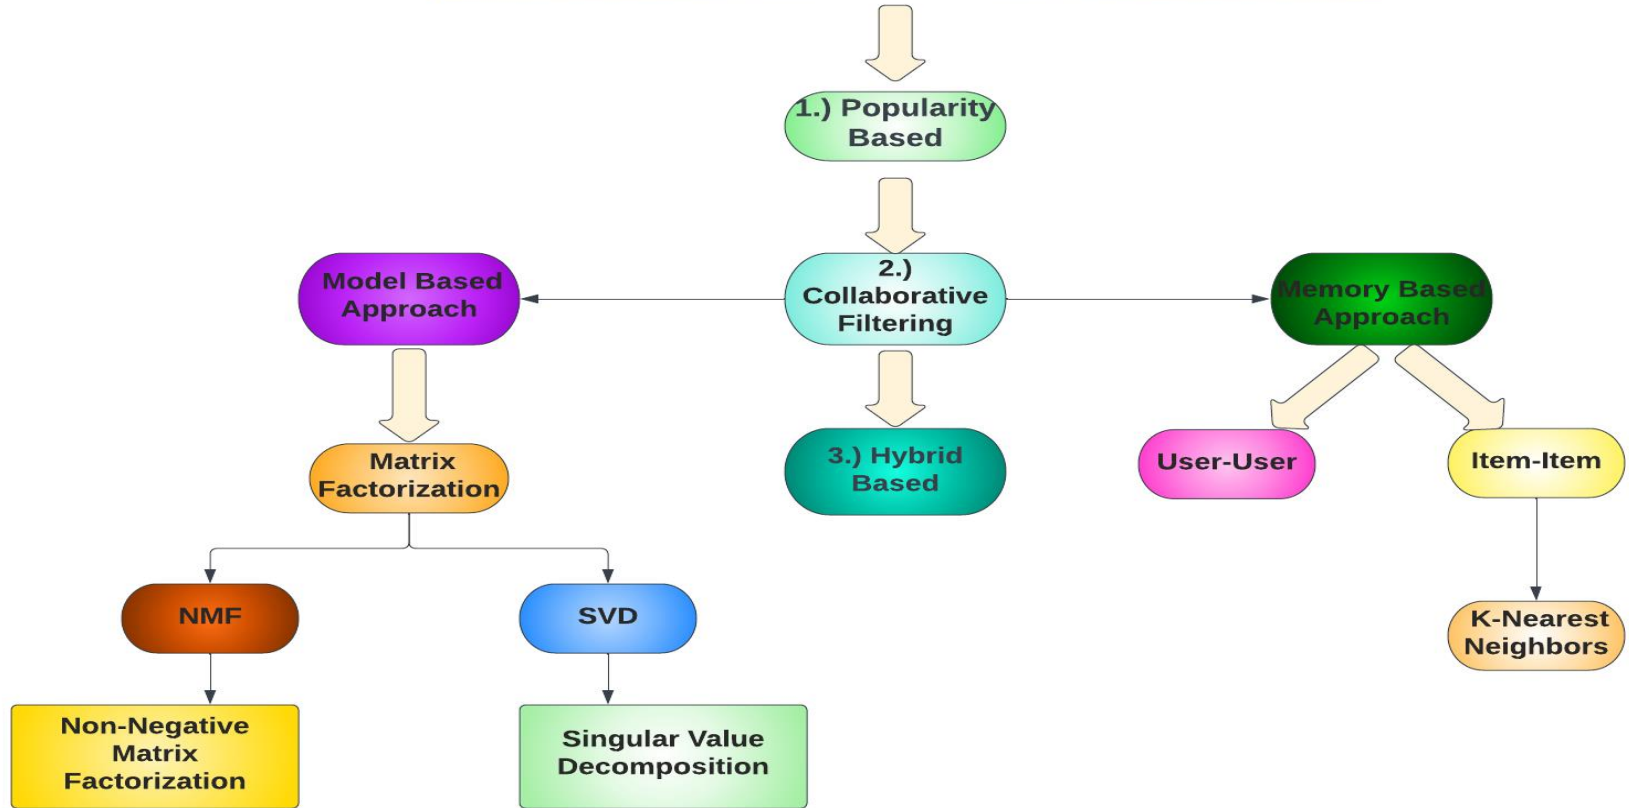 1.) Popularity
Based
Model Based
Approach
2.)
Collaborative
Filtering
Memory Based
Approach
Matrix
Factorization
3.) Hybrid
Based
User-User
Item-Item
NMF
SVD
K-Nearest
Neighbors
Non-Negative
Matrix
Factorization
Singular Value
Decomposition